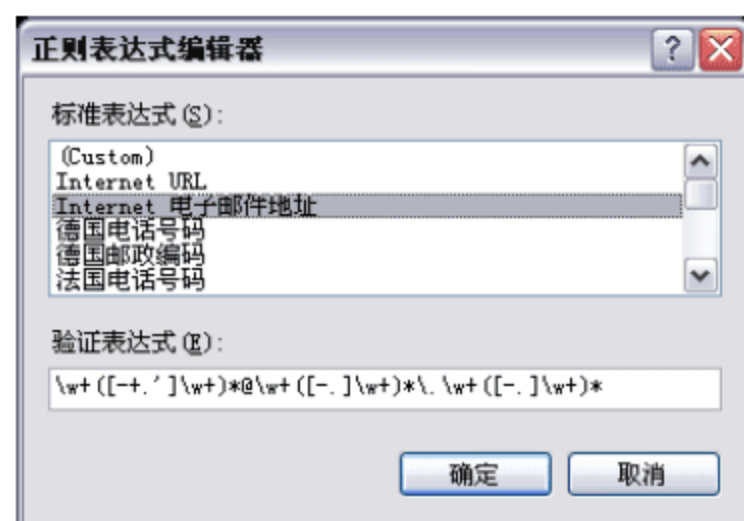 正则表达式编辑器
标准表达式(S):
(Custom)
Internet URL
Internet 电子邮件地址
德国电话号码
德国邮政编码
法国电话号码
验证表达式(E):
\w+([-+.']\w+)*@\w+([-.]\w+)*\.\w+([-.]\w+)*
确定 取消